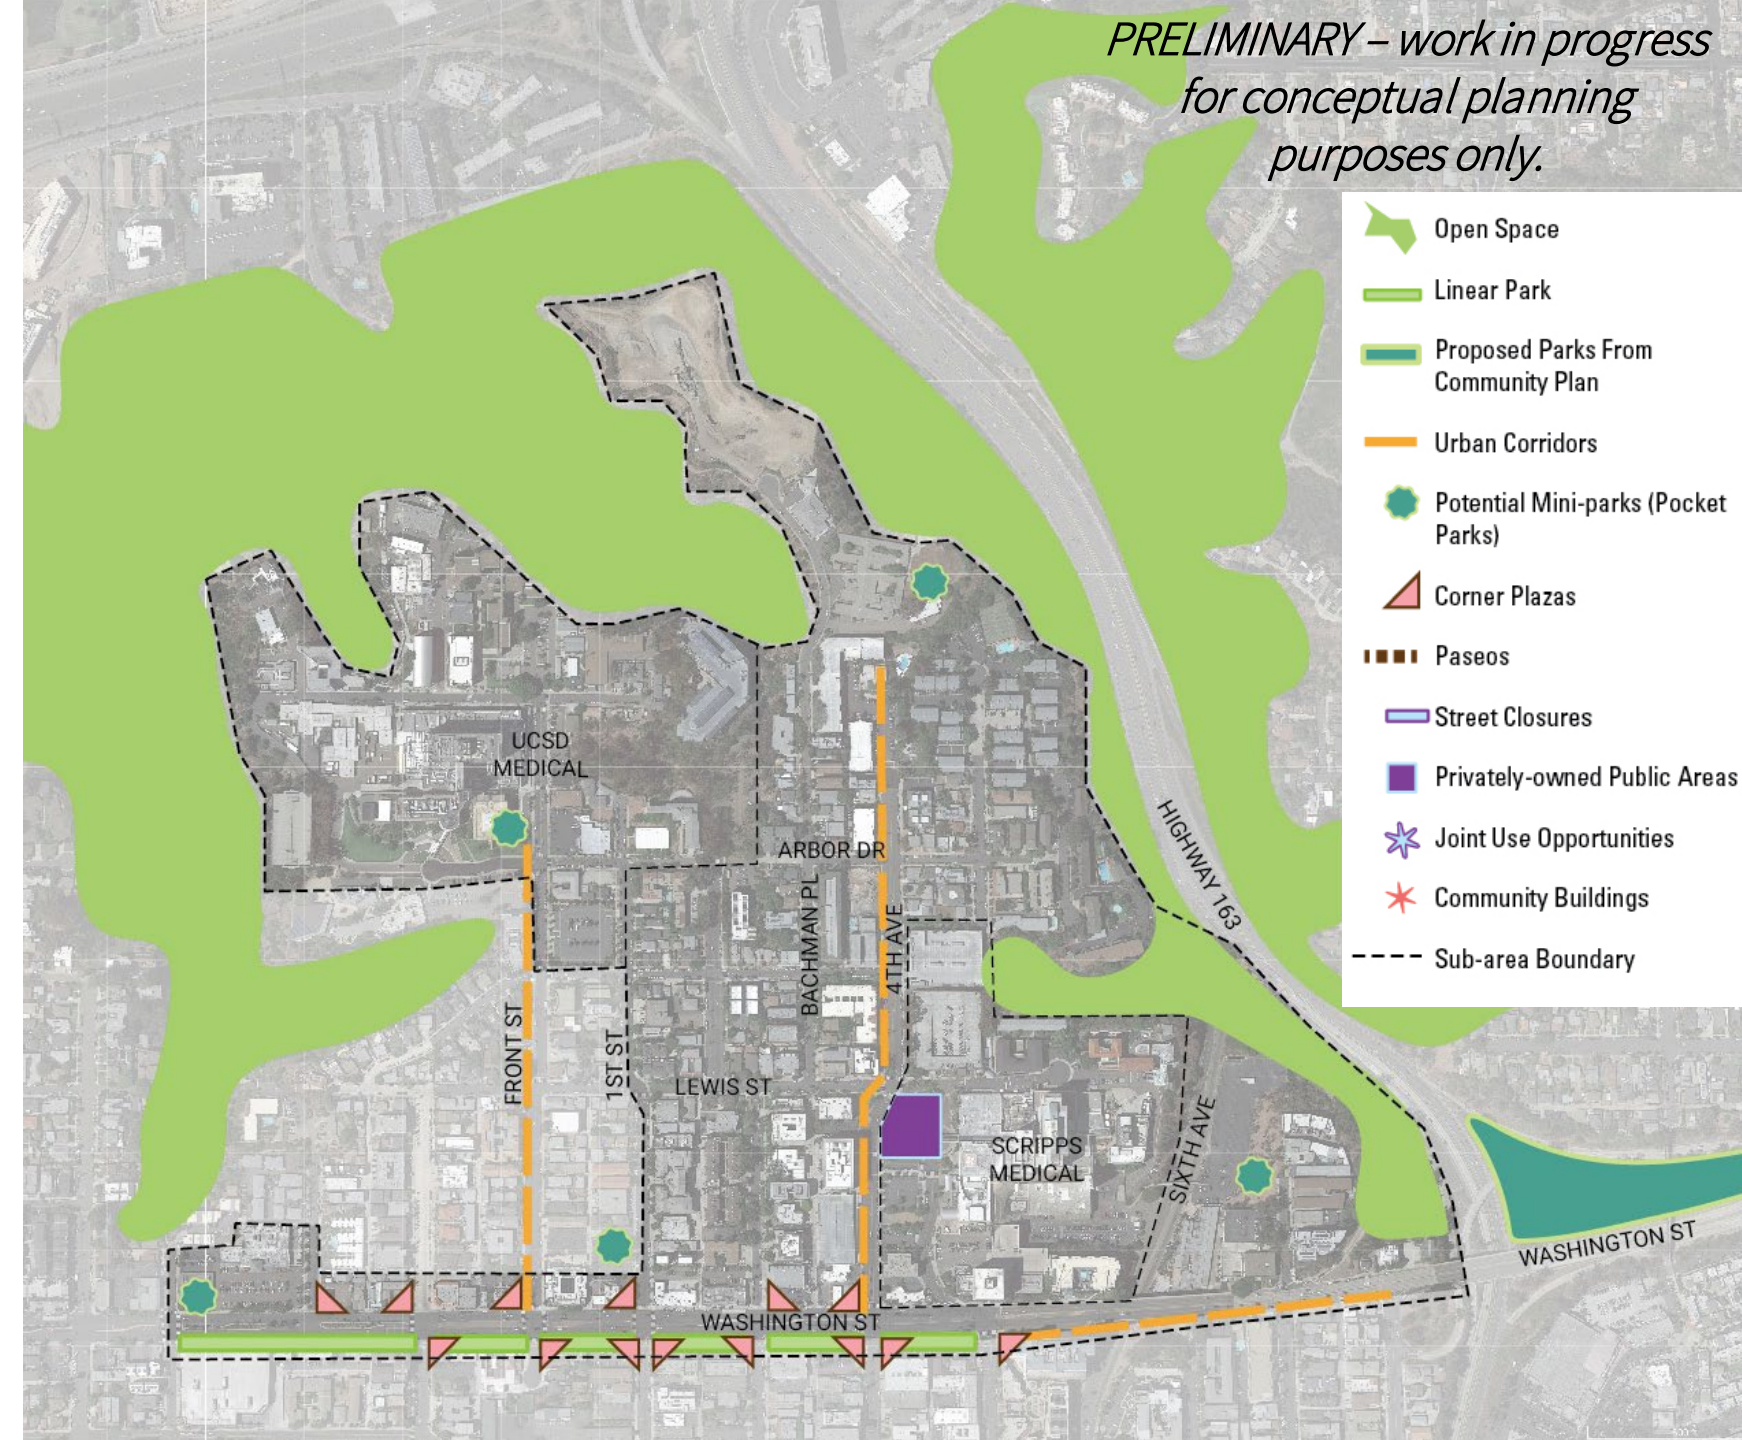 PRELIMINARY – work in progress
for conceptual planning
purposes only.
Open Space
Linear Park
Proposed Parks From
Community Plan
Urban Corridors
Potential Mini-parks (Pocket
Parks)
Corner Plazas
Paseos
Street Closures
Privately-owned Public Areas
Joint Use Opportunities
Community Buildings
Sub-area Boundary
UCSD
MEDICAL
ARBOR DR
HIGHWAY 163
BACHMAN PL
4TH AVE
FRONT ST
1ST ST
LEWIS ST
SCRIPPS
MEDICAL
SIXTH AVE
WASHINGTON ST
WASHINGTON ST